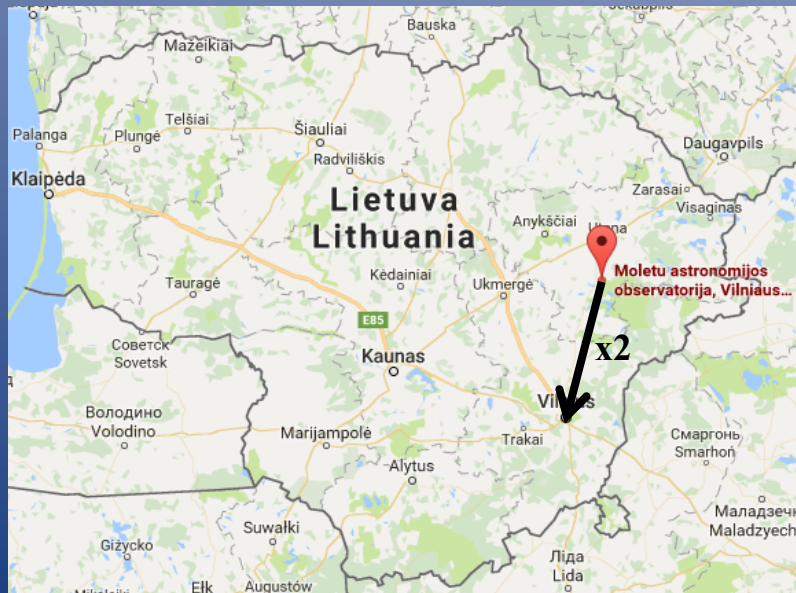 Bauska
Mažeikiai
Palanga
Plungė
Telšiai
Šiauliai
Radviliškis
Daugavpils
Klaipėda
Zarasai
Visaginas
Lietuva
Lithuania
Anykščiai
Kėdainiai
Ukmergė
Moletu astronomijos
observatorija, Vilniaus...
Tauragė
E85
Советск
Sovetsk
Kaunas
x2
Володино
Volodino
Marijampolė
Trakai
Смаргонь
Smarhoń
Alytus
Suwałki
Giżycko
Ліда
Lida
Маладзечн
Maladzyech
Ełk
Augustów